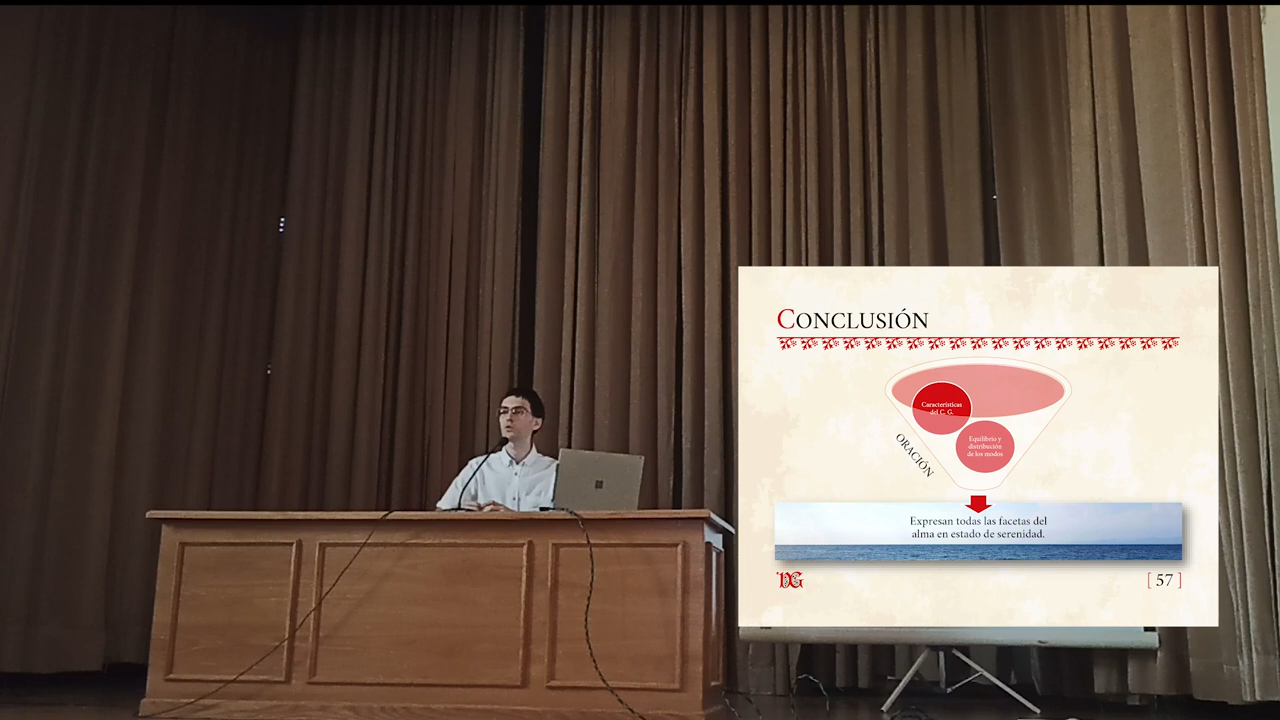 CONCLUSIÓN
Características
del C. G.
Equilibrio y
distribución
de los modos
ORACIÓN
Expresan todas las facetas del
alma en estado de serenidad.
DG
[ 57 ]